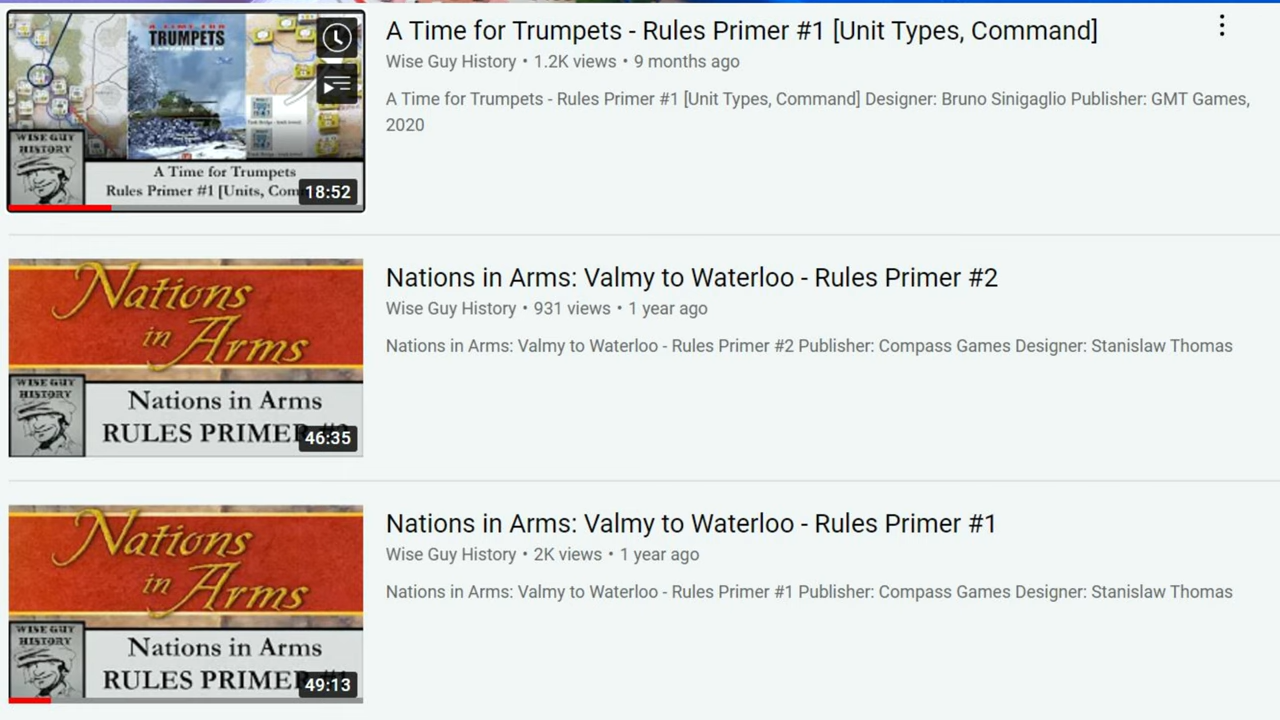 TRUMPETS
WISE GUY
HISTORY
A Time for Trumpets
Rules Primer #1 [Units, Com
18:52
A Time for Trumpets - Rules Primer #1 [Unit Types, Command]
Wise Guy History • 1.2K views • 9 months ago
A Time for Trumpets - Rules Primer #1 [Unit Types, Command] Designer: Bruno Sinigaglio Publisher: GMT Games,
2020
Nations
in Arms
WISE GUY
HISTORY
Nations in Arms
RULES PRIMER
46:35
Nations in Arms: Valmy to Waterloo - Rules Primer #2
Wise Guy History • 931 views • 1 year ago
Nations in Arms: Valmy to Waterloo - Rules Primer #2 Publisher: Compass Games Designer: Stanislaw Thomas
Nations
in Arms
WISE GUY
HISTORY
Nations in Arms
RULES PRIMER
49:13
Nations in Arms: Valmy to Waterloo - Rules Primer #1
Wise Guy History • 2K views • 1 year ago
Nations in Arms: Valmy to Waterloo - Rules Primer #1 Publisher: Compass Games Designer: Stanislaw Thomas